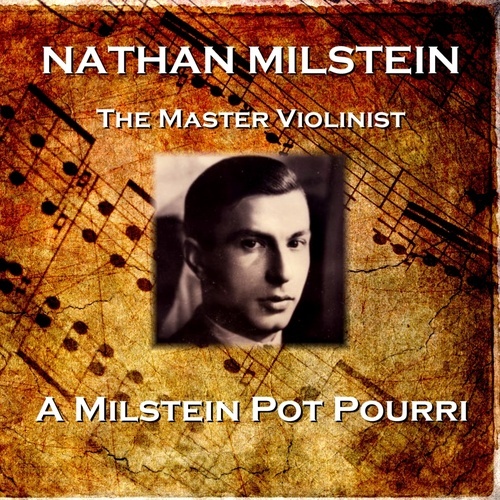 NATHAN MILSTEIN
THE MASTER VIOLINIST
A MILSTEIN POT POURRI